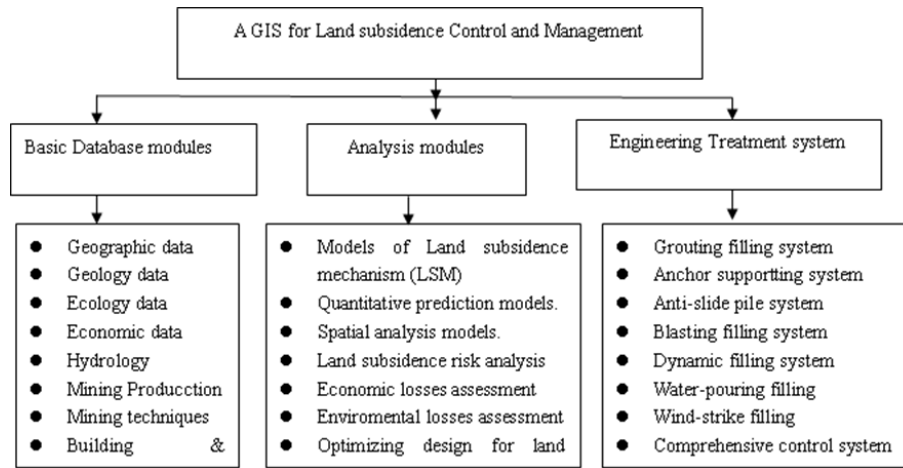 A GIS for Land subsidence Control and Management
Basic Database modules
Analysis modules
Engineering Treatment system
● Geographic data
● Geology data
● Ecology data
● Economic data
● Hydrology
● Mining Producction
● Mining techniques
● Building &
● Models of Land subsidence
mechanism (LSM)
● Quantitative prediction models.
● Spatial analysis models.
● Land subsidence risk analysis
● Economic losses assessment
● Enviromental losses assessment
● Optimizing design for land
● Grouting filling system
● Anchor supportting system
● Anti-slide pile system
● Blasting filling system
● Dynamic filling system
● Water-pouring filling
● Wind-strike filling
● Comprehensive control system